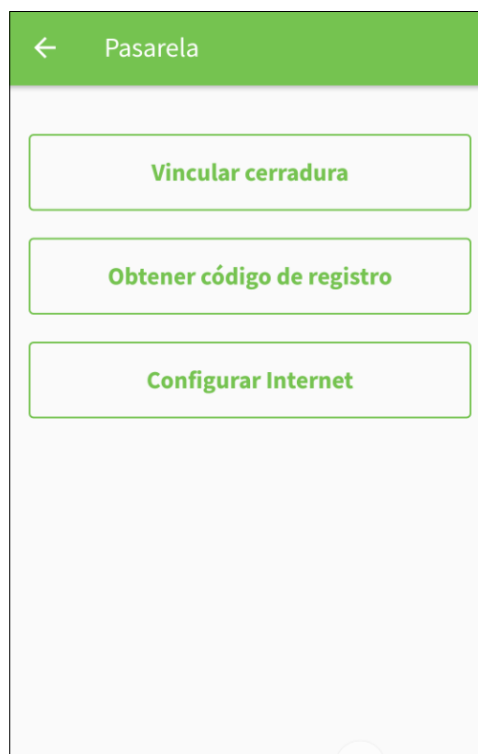 Pasarela
Vincular cerradura
Obtener código de registro
Configurar Internet